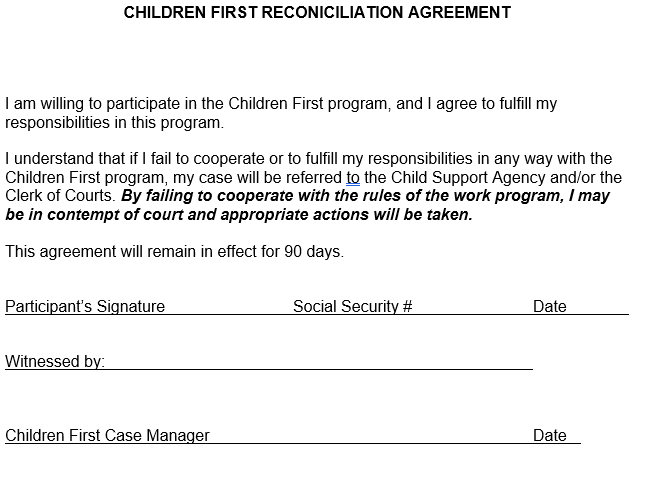 CHILDREN FIRST RECONICILIATION AGREEMENT
I am willing to participate in the Children First program, and I agree to fulfill my
responsibilities in this program.
I understand that if I fail to cooperate or to fulfill my responsibilities in any way with the
Children First program, my case will be referred to the Child Support Agency and/or the
Clerk of Courts. By failing to cooperate with the rules of the work program, I may
be in contempt of court and appropriate actions will be taken.
This agreement will remain in effect for 90 days.
Participant's Signature Social Security # Date
Witnessed by:
Children First Case Manager Date